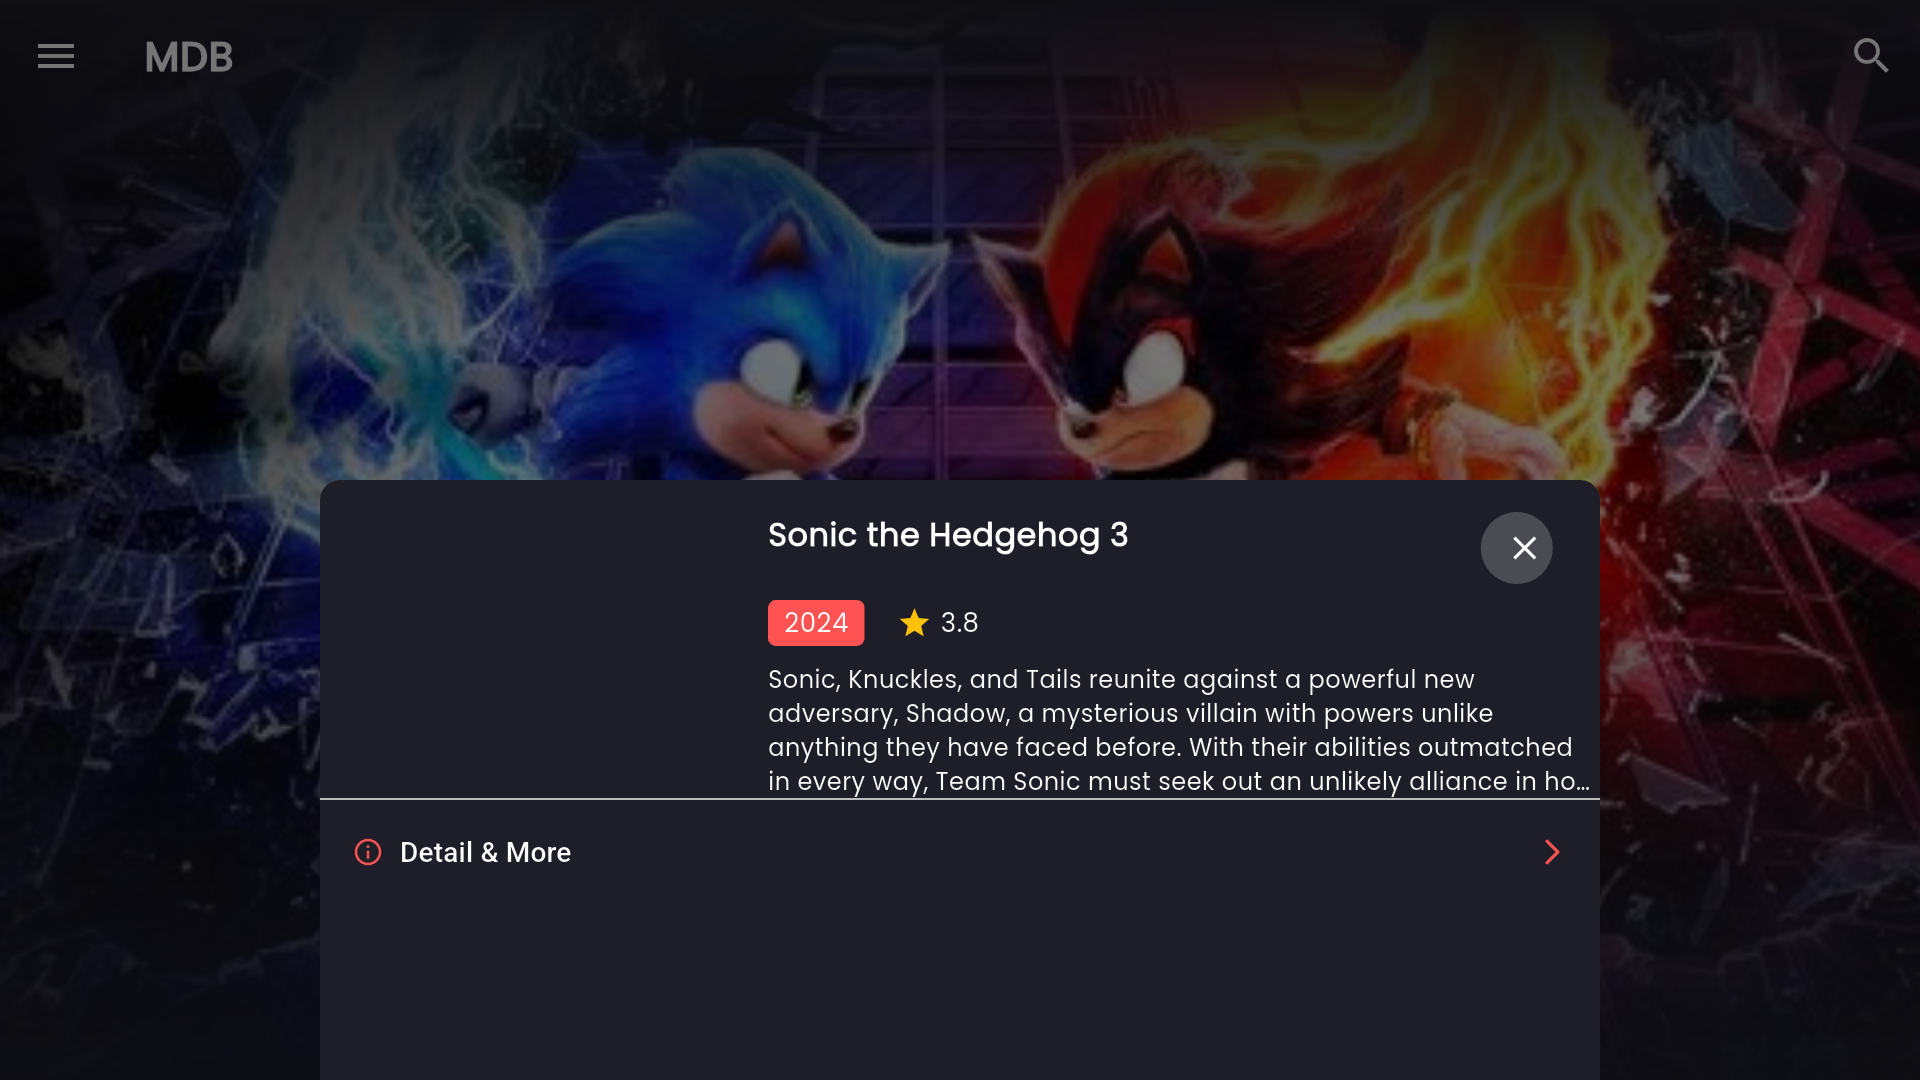 MDB
Sonic the Hedgehog 3
2024
3.8
Sonic, Knuckles, and Tails reunite against a powerful new
adversary, Shadow, a mysterious villain with powers unlike
anything they have faced before. With their abilities outmatched
in every way, Team Sonic must seek out an unlikely alliance in ho…
Detail & More